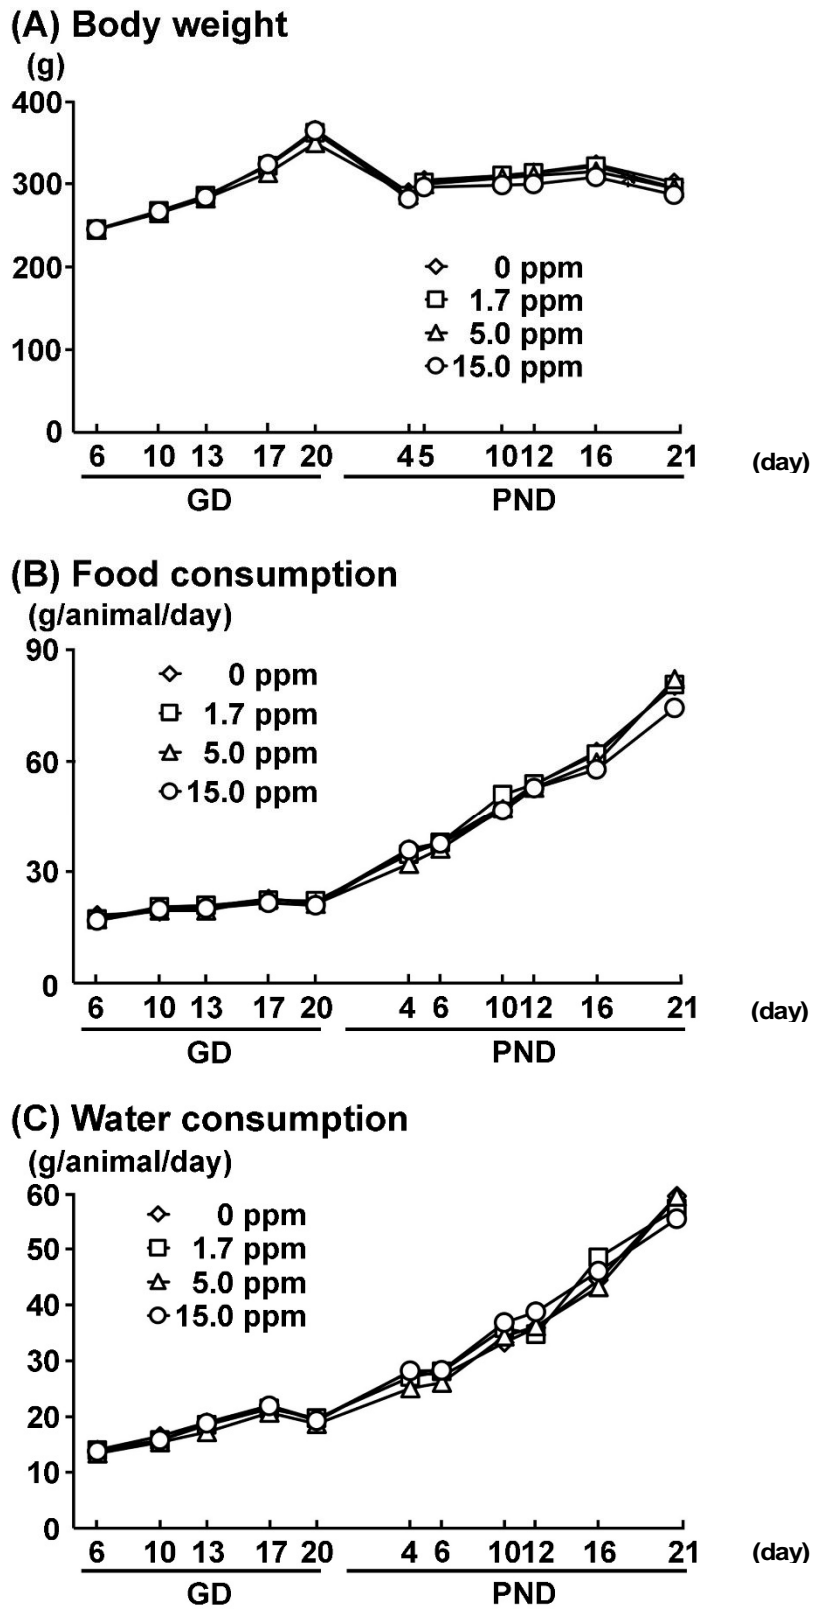 (A) Body weight
(g)
400
300
200
100
0
0 ppm
1.7 ppm
5.0 ppm
15.0 ppm
6 10 13 17 20 4 5 10 12 16 21 (day)
GD PND
(B) Food consumption
(g/animal/day)
90
60
30
0
0 ppm
1.7 ppm
5.0 ppm
15.0 ppm
6 10 13 17 20 4 6 10 12 16 21 (day)
GD PND
(C) Water consumption
(g/animal/day)
60
50
40
30
20
10
0
0 ppm
1.7 ppm
5.0 ppm
15.0 ppm
6 10 13 17 20 4 6 10 12 16 21 (day)
GD PND